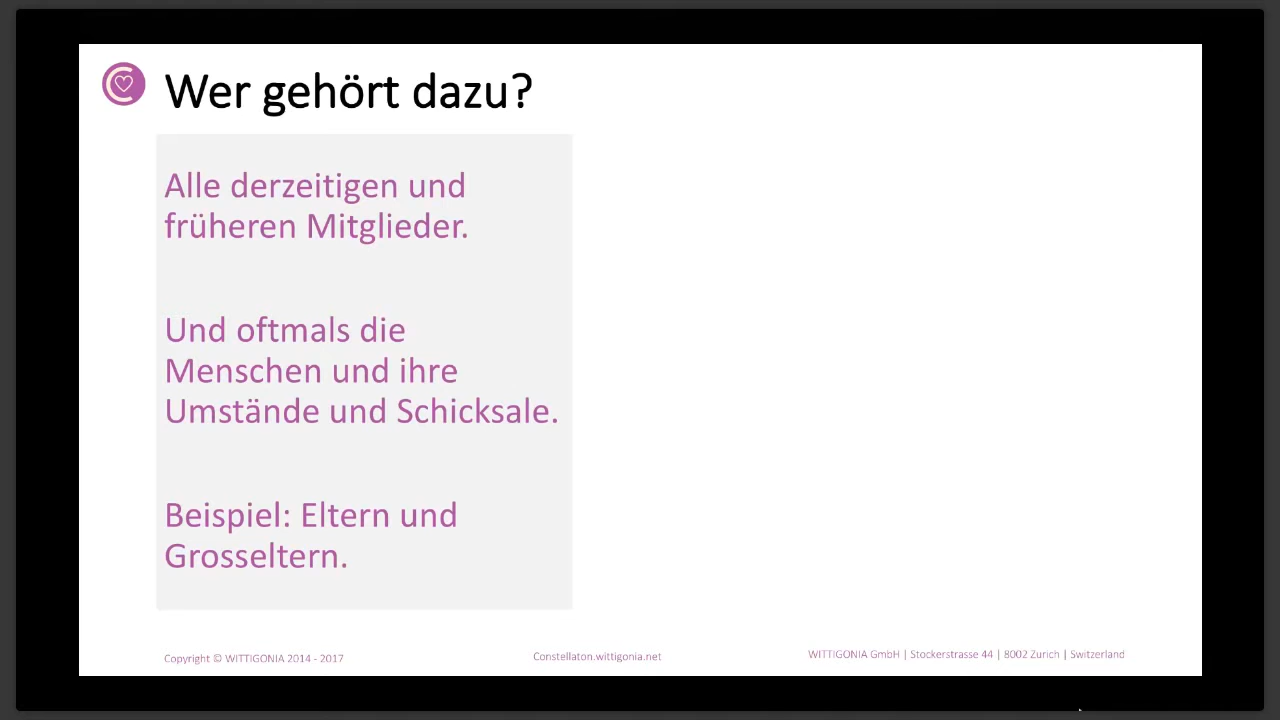 Wer gehört dazu?
Alle derzeitigen und
früheren Mitglieder.
Und oftmals die
Menschen und ihre
Umstände und Schicksale.
Beispiel: Eltern und
Grosseltern.
Copyright © WITTIGONIA 2014 - 2017
Constellaton.wittigonia.net
WITTIGONIA GmbH | Stockerstrasse 44 | 8002 Zurich | Switzerland